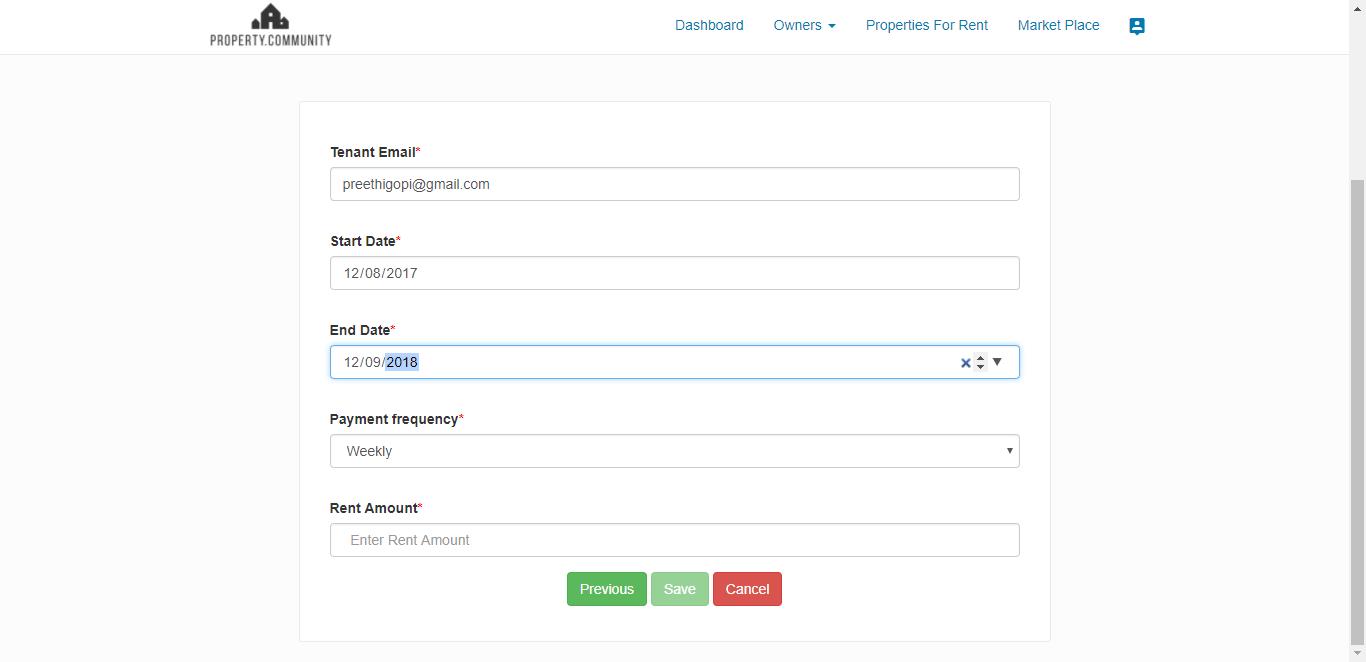 PROPERTY.COMMUNITY
Dashboard Owners Properties For Rent Market Place
Tenant Email*
preethigopi@gmail.com
Start Date*
12/08/2017
End Date*
12/09/2018
Payment frequency*
Weekly
Rent Amount*
Enter Rent Amount
Previous Save Cancel